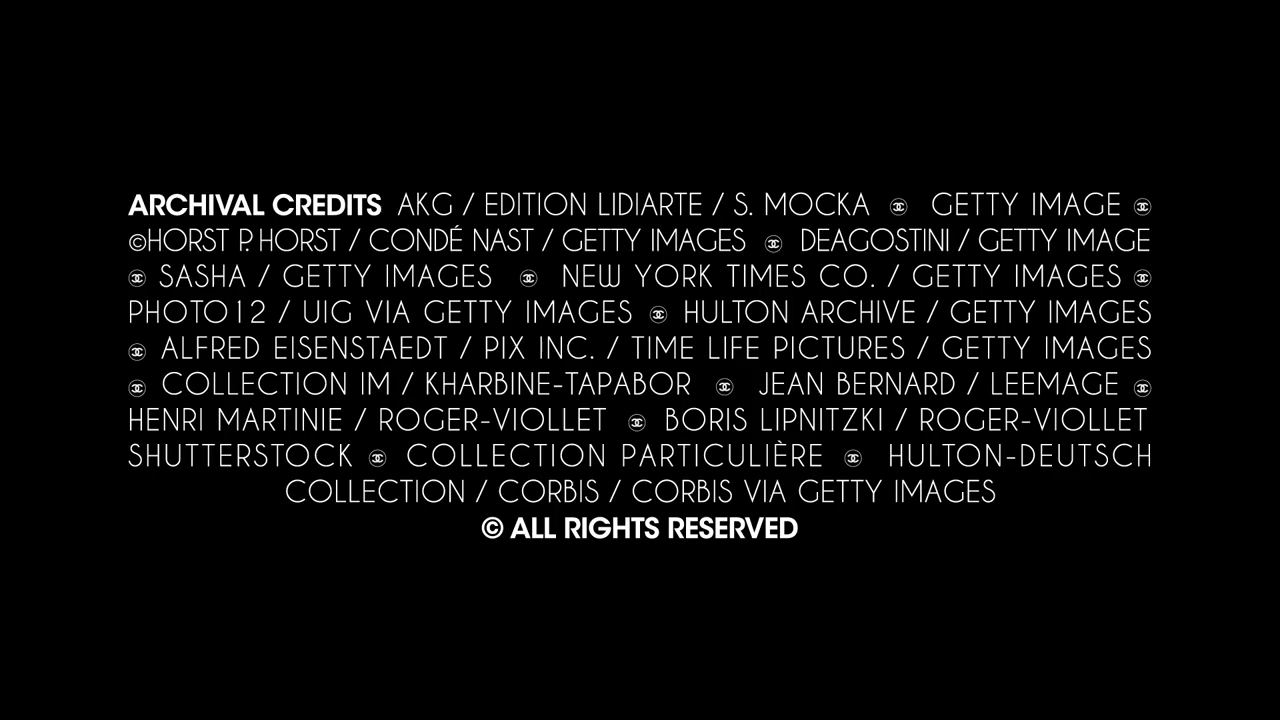 ARCHIVAL CREDITS AKG / EDITION LIDIARTE / S. MOCKA GETTY IMAGE
©HORST P. HORST / CONDÉ NAST / GETTY IMAGES DEAGOSTINI / GETTY IMAGE
SASHA / GETTY IMAGES NEW YORK TIMES CO. / GETTY IMAGES
PHOTO12 / UIG VIA GETTY IMAGES HULTON ARCHIVE / GETTY IMAGES
ALFRED EISENSTAEDT / PIX INC. / TIME LIFE PICTURES / GETTY IMAGES
COLLECTION IM / KHARBINE-TAPABOR JEAN BERNARD / LEEMAGE
HENRI MARTINIE / ROGER-VIOLLET BORIS LIPNITZKI / ROGER-VIOLLET
SHUTTERSTOCK COLLECTION PARTICULIÈRE HULTON-DEUTSCH
COLLECTION / CORBIS / CORBIS VIA GETTY IMAGES
© ALL RIGHTS RESERVED